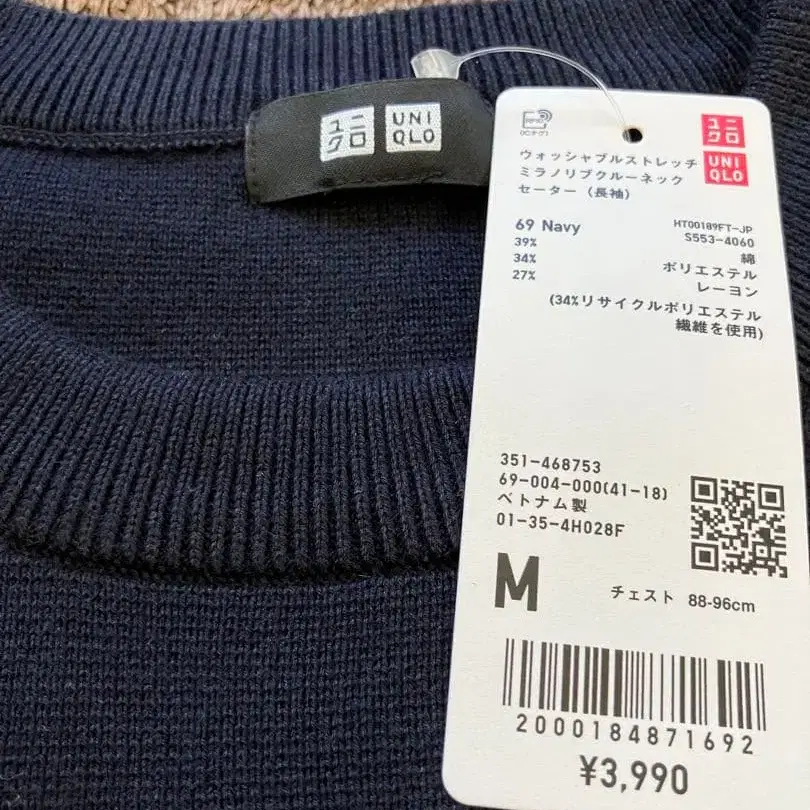 ユニ
クロ
UNI
QLO
ユニ
クロ
UNI
QLO
ウォッシャブルストレッチ
ミラノリブクルーネック
セーター(長袖)
69 Navy HT00189FT-JP
S553-4060
39% 綿
34% ポリエステル
27% レーヨン
(34%リサイクルポリエステル
繊維を使用)
351-468753
69-004-000(41-18)
ベトナム製
01-35-4H028F
M チェスト 88-96cm
2000184871692
¥3,990